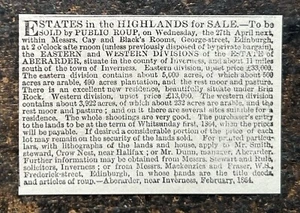 ESTATES in the HIGHLANDS for SALE.—To be
SOLD by PUBLIC ROUP, on Wednesday, the 27th April next,
within Messrs. Cay and Black's Rooms, George-street, Edinburgh,
at 2 o'clock afternoon (unless previously disposed of by private bargain),
the EASTERN and WESTERN DIVISIONS of the ESTATE of
ABERARDER, situate in the county of Inverness, and about 11 miles
south of the town of Inverness. Eastern division, upset price £33,000.
The eastern division contains about 5,000 acres, of which about 560
acres are arable, 490 acres plantation, and the rest moor and pasture.
There is an excellent new residence, beautifully situate under Brin
Rock. Western division, upset price £13,000. The western division
contains about 3,922 acres, of which about 332 acres are arable, and the
rest moor and pasture; and on it there are several sites suitable for a
residence. The whole shootings are very good. The purchaser's entry
to the lands to be at the term of Whitsunday first, 1864, when the price
will be payable. If desired a considerable portion of the price of each
lot may remain on the security of the lands sold. For printed particu-
lars, with lithographs of the lands and house, apply to Mr. Smith,
steward, Crow Nest, near Halifax; or Mr. Dunn, manager, Aberarder.
Further information may be obtained from Messrs. Stewart and Rule,
solicitors, Inverness; or from Messrs. Mackenzie and Fraser, W.S.,
Frederick-street, Edinburgh, in whose hands are the title deeds,
and articles of roup.—Aberarder, near Inverness, February, 1864.